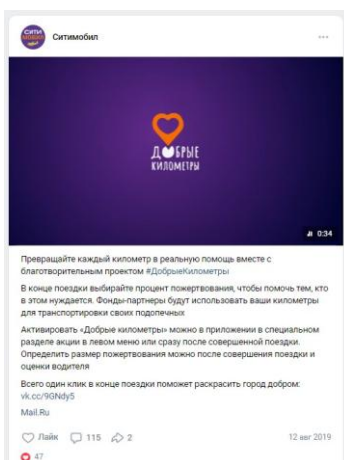 СИТИ
МОБИЛ
Ситимобил
ДОБРЫЕ
КИЛОМЕТРЫ
0:34
Превращайте каждый километр в реальную помощь вместе с
благотворительным проектом #ДобрыеКилометры
В конце поездки выбирайте процент пожертвования, чтобы помочь тем, кто
в этом нуждается. Фонды-партнеры будут использовать ваши километры
для транспортировки своих подопечных
Активировать «Добрые километры» можно в приложении в специальном
разделе акции в левом меню или сразу после совершенной поездки.
Определить размер пожертвования можно после совершения поездки и
оценки водителя
Всего один клик в конце поездки поможет раскрасить город добром:
vk.cc/9GNdy5
Mail.Ru
Лайк 115 2 12 авг 2019
47